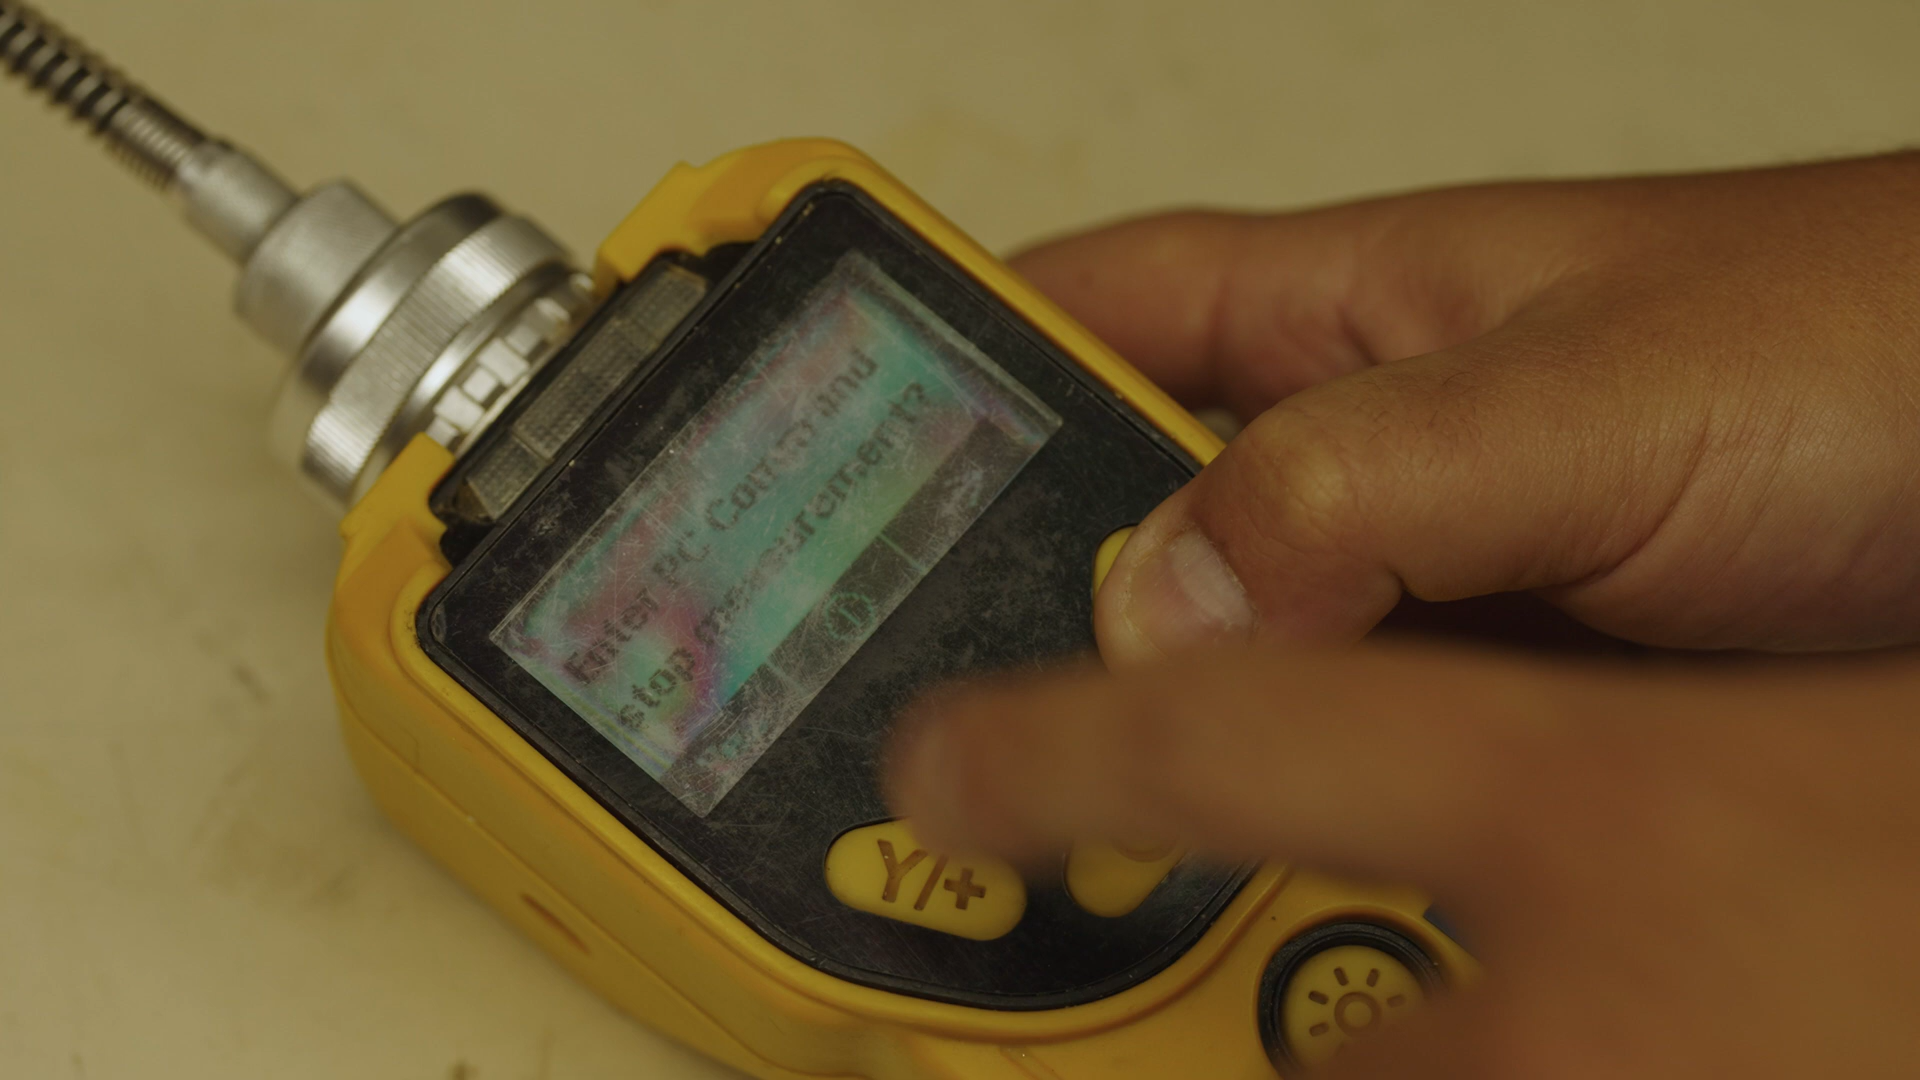 Enter PC Comm and
stop measurement?
Y/+